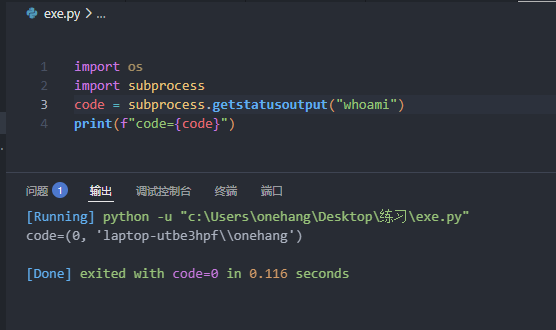 exe.py > ...
1 import os
2 import subprocess
3 code = subprocess.getstatusoutput("whoami")
4 print(f"code={code}")
问题 1 输出 调试控制台 终端 端口
[Running] python -u "c:\Users\onehang\Desktop\练习\exe.py"
code=(0, 'laptop-utbe3hpf\\onehang')
[Done] exited with code=0 in 0.116 seconds